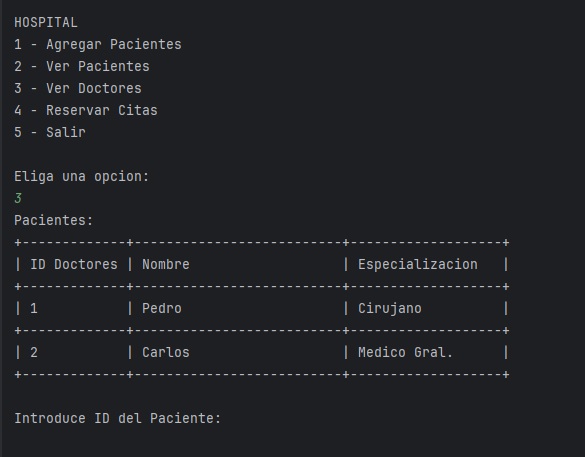 HOSPITAL
1 - Agregar Pacientes
2 - Ver Pacientes
3 - Ver Doctores
4 - Reservar Citas
5 - Salir
Eliga una opcion:
3
Pacientes:
+-------------+--------------------------+-------------------+
| ID Doctores | Nombre                   | Especializacion   |
+-------------+--------------------------+-------------------+
| 1           | Pedro                    | Cirujano          |
+-------------+--------------------------+-------------------+
| 2           | Carlos                   | Medico Gral.      |
+-------------+--------------------------+-------------------+
Introduce ID del Paciente: